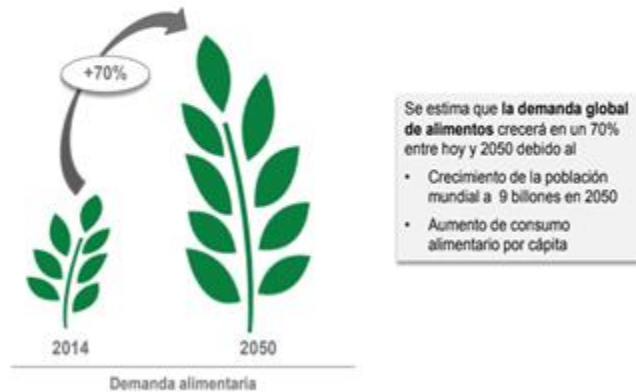 +70%
2014
2050
Demanda alimentaria
Se estima que la demanda global
de alimentos crecerá en un 70%
entre hoy y 2050 debido al
• Crecimiento de la población
mundial a 9 billones en 2050
• Aumento de consumo
alimentario por cápita